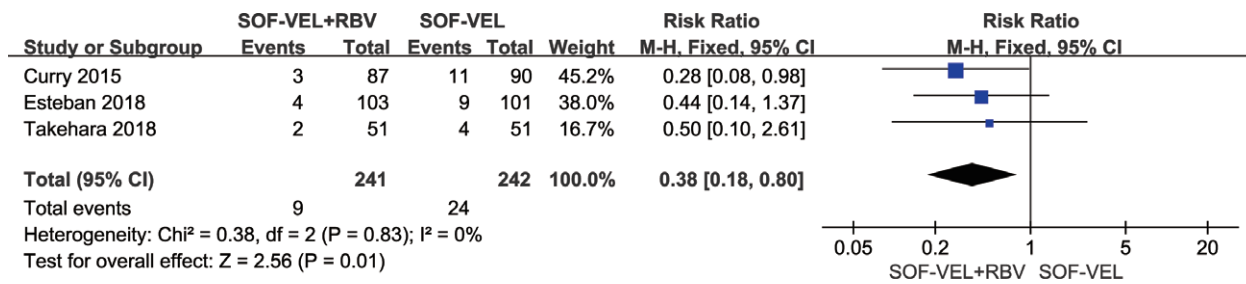 SOF-VEL+RBV SOF-VEL Risk Ratio Risk Ratio
Study or Subgroup Events Total Events Total Weight M-H, Fixed, 95% CI M-H, Fixed, 95% CI
Curry 2015 3 87 11 90 45.2% 0.28 [0.08, 0.98]
Esteban 2018 4 103 9 101 38.0% 0.44 [0.14, 1.37]
Takehara 2018 2 51 4 51 16.7% 0.50 [0.10, 2.61]
Total (95% CI) 241 242 100.0% 0.38 [0.18, 0.80]
Total events 9 24
Heterogeneity: Chi² = 0.38, df = 2 (P = 0.83); I² = 0%
Test for overall effect: Z = 2.56 (P = 0.01)
0.05 0.2 1 5 20
SOF-VEL+RBV SOF-VEL